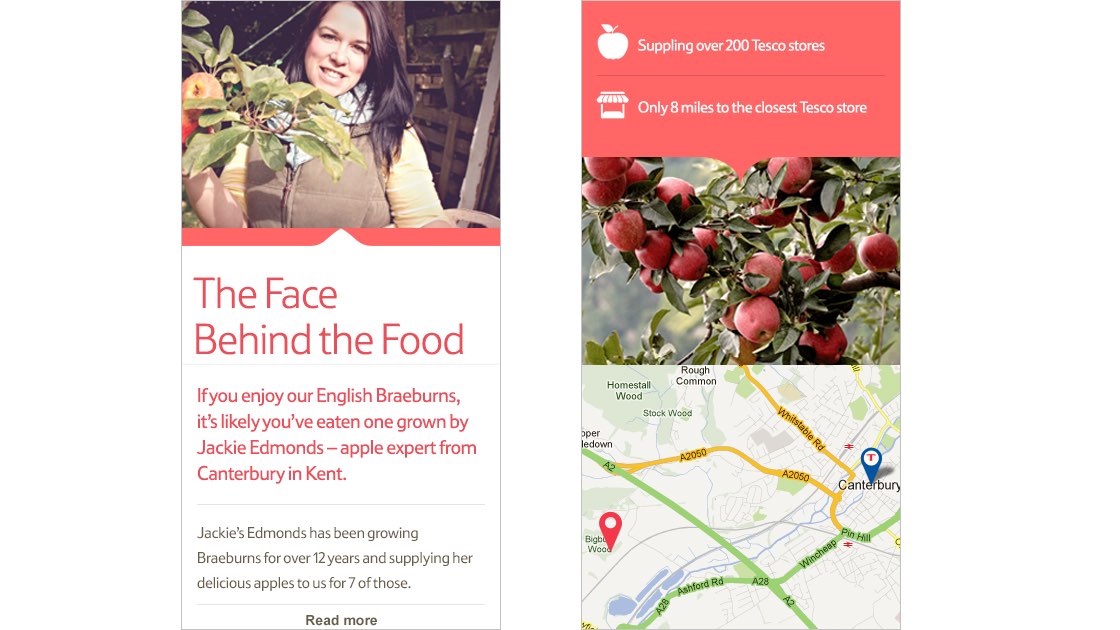 The Face
Behind the Food
If you enjoy our English Braeburns,
it's likely you've eaten one grown by
Jackie Edmonds – apple expert from
Canterbury in Kent.
Jackie's Edmonds has been growing
Braeburns for over 12 years and supplying her
delicious apples to us for 7 of those.
Read more
Suppling over 200 Tesco stores
Only 8 miles to the closest Tesco store
Rough
Common
Homestall
Wood
Stock Wood
Whitstable Rd
A2050
A2
A2050
T
Canterbury
Pin Hill
Wood
Wincheap
Ashford Rd
A28
A28
A2